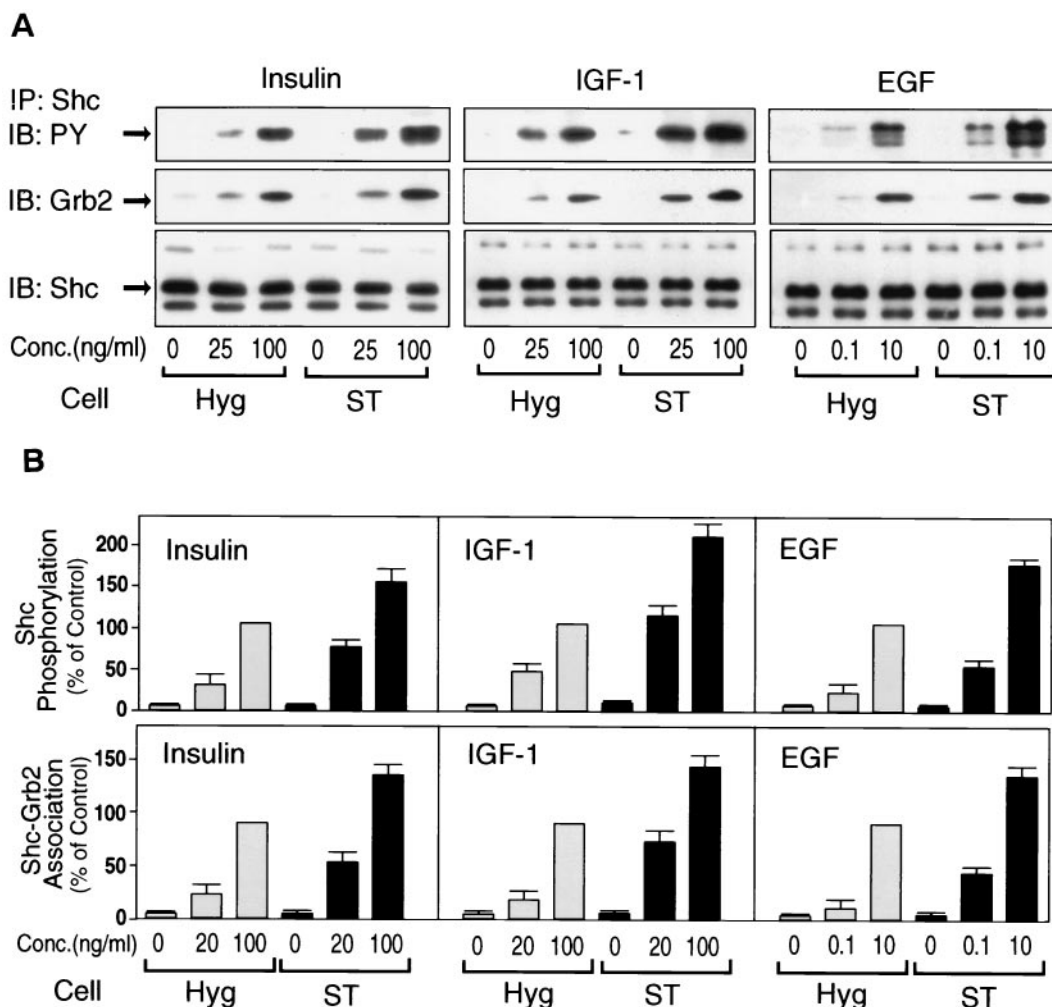 A
Insulin IGF-1 EGF
IP: Shc
IB: PY
IB: Grb2
IB: Shc
Conc.(ng/ml) 0 25 100 0 25 100 0 25 100 0 25 100 0 0.1 10 0 0.1 10
Cell Hyg ST Hyg ST Hyg ST
B
Shc
Phosphorylation
(% of Control)
200
150
100
50
0
Insulin IGF-1 EGF
Shc-Grb2
Association
(% of Control)
150
100
50
0
Insulin IGF-1 EGF
Conc.(ng/ml) 0 20 100 0 20 100 0 20 100 0 20 100 0 0.1 10 0 0.1 10
Cell Hyg ST Hyg ST Hyg ST